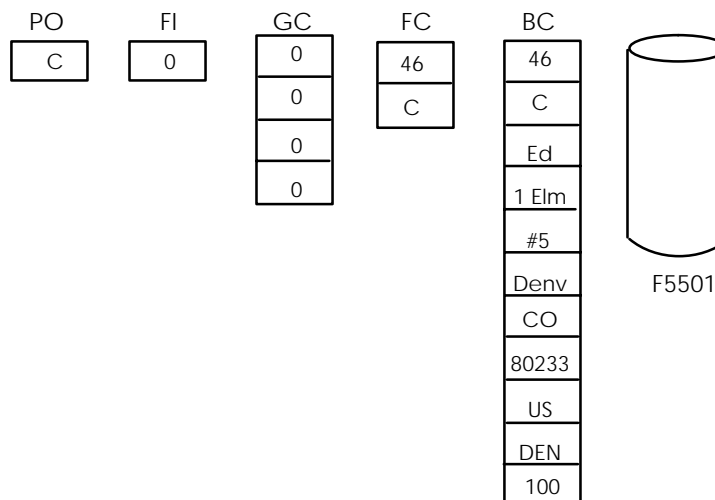 PO FI GC FC BC
C 0 0 46 46
0 C C
0 Ed
0 1 Elm
#5
Denv F5501
CO
80233
US
DEN
100